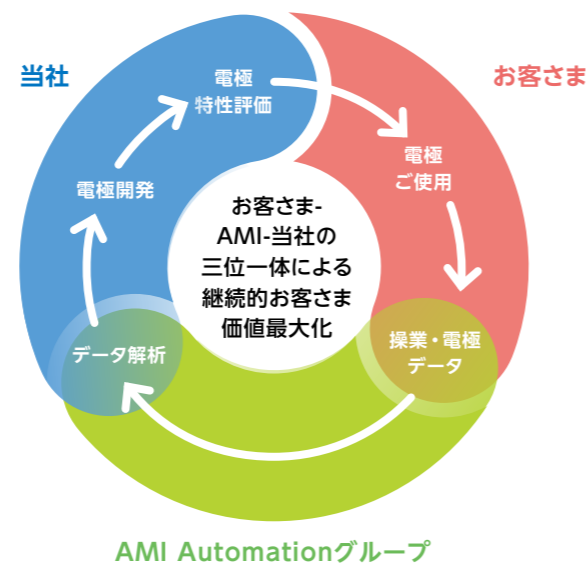 当社
お客さま
電極
特性評価
電極
ご使用
電極開発
お客さま-
AMI-当社の
三位一体による
継続的お客さま
価値最大化
データ解析
操業・電極
データ
AMI Automationグループ